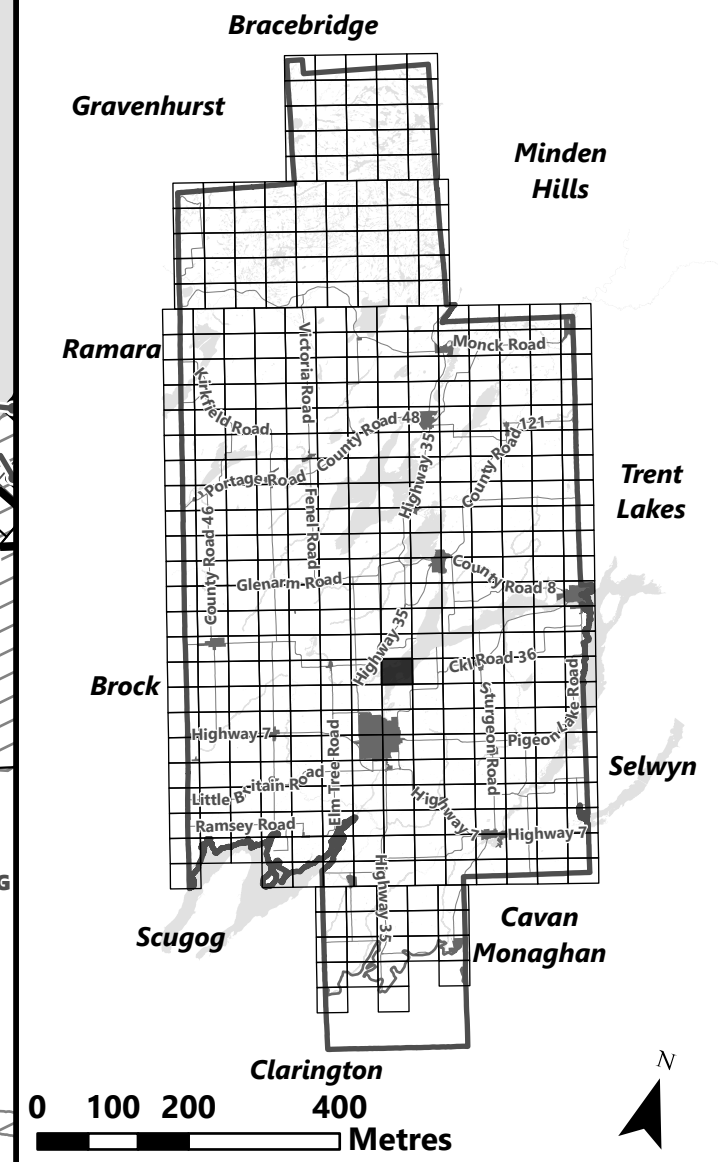 Bracebridge
Gravenhurst
Minden
Hills
Ramara
Monck Road
Victoria Road
Kirkfield Road
County Road 48
Highway 35
County Road 121
Portage Road
Trent
Lakes
County Road 46
Fenel Road
Glenarm Road
County Road 8
Highway 35
Ckl Road 36
Brock
Sturgeon Road
Pigeon Lake Road
Highway 7
Elm Tree Road
Selwyn
Little Britain Road
Ramsey Road
Highway 7
Highway 7
G
Highway 35
Scugog
Cavan
Monaghan
Clarington
N
0 100 200 400
Metres